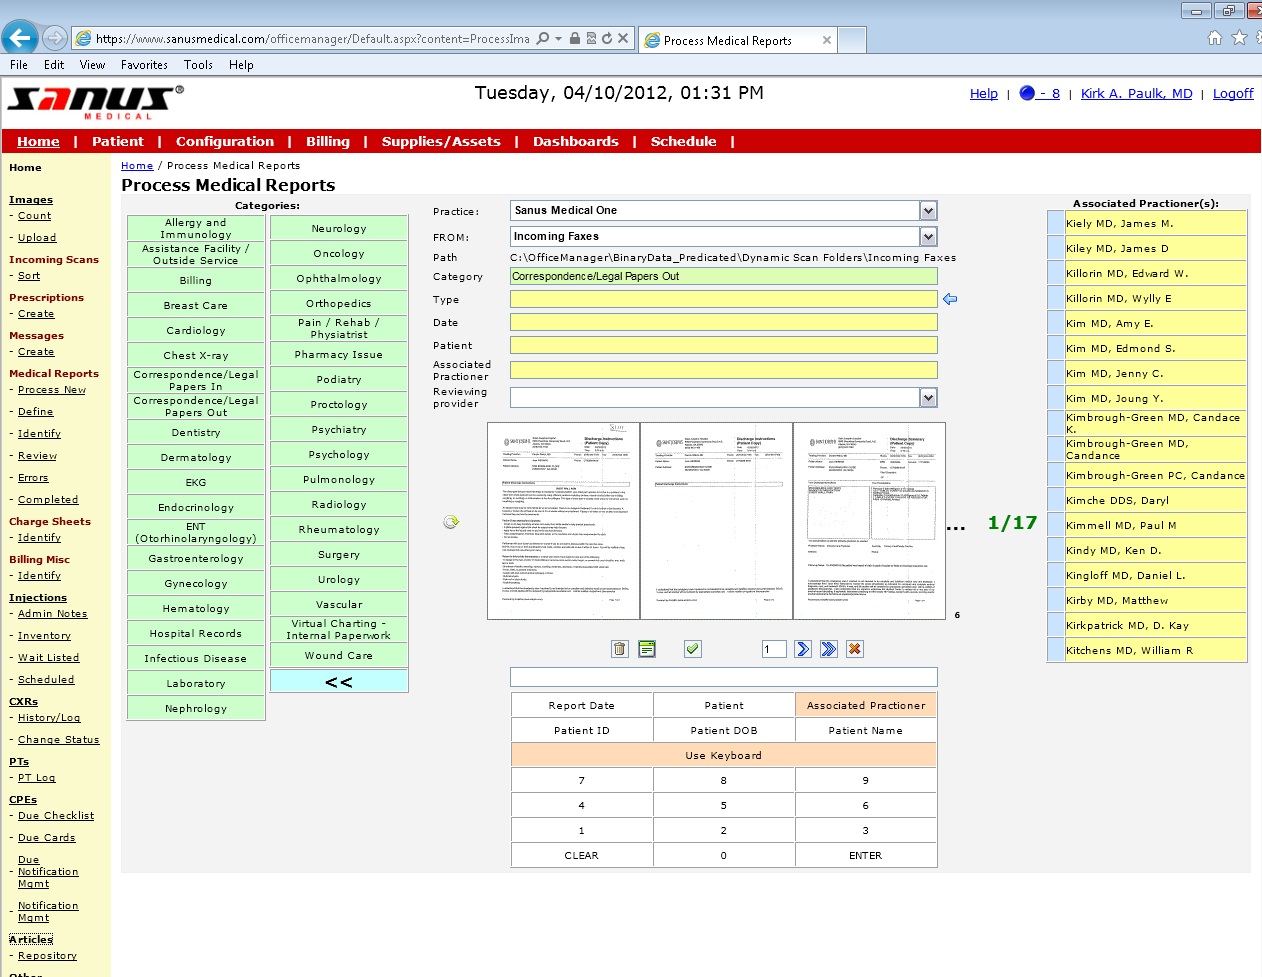 https://www.sanusmedical.com/officemanager/Default.aspx?content=ProcessIma
Process Medical Reports
File Edit View Favorites Tools Help
SANUS®
MEDICAL
Tuesday, 04/10/2012, 01:31 PM
Help | - 8 | Kirk A. Paulk, MD | Logoff
Home | Patient | Configuration | Billing | Supplies/Assets | Dashboards | Schedule |
Home
Images
- Count
- Upload
Incoming Scans
- Sort
Prescriptions
- Create
Messages
- Create
Medical Reports
- Process New
- Define
- Identify
- Review
- Errors
- Completed
Charge Sheets
- Identify
Billing Misc
- Identify
Injections
- Admin Notes
- Inventory
- Wait Listed
- Scheduled
CXRs
- History/Log
- Change Status
PTs
- PT Log
CPEs
- Due Checklist
- Due Cards
Due
- Notification
Mgmt
Notification
- Mgmt
Articles
- Repository
Other
Home / Process Medical Reports
Process Medical Reports
Categories:
Allergy and
Immunology
Assistance Facility /
Outside Service
Billing
Breast Care
Cardiology
Chest X-ray
Correspondence/Legal
Papers In
Correspondence/Legal
Papers Out
Dentistry
Dermatology
EKG
Endocrinology
ENT
(Otorhinolaryngology)
Gastroenterology
Gynecology
Hematology
Hospital Records
Infectious Disease
Laboratory
Nephrology
Neurology
Oncology
Ophthalmology
Orthopedics
Pain / Rehab /
Physiatrist
Pharmacy Issue
Podiatry
Proctology
Psychiatry
Psychology
Pulmonology
Radiology
Rheumatology
Surgery
Urology
Vascular
Virtual Charting -
Internal Paperwork
Wound Care
<<
Practice: Sanus Medical One
FROM: Incoming Faxes
Path C:\OfficeManager\BinaryData_Predicated\Dynamic Scan Folders\Incoming Faxes
Category Correspondence/Legal Papers Out
Type
Date
Patient
Associated
Practioner
Reviewing
provider
Discharge Instructions
(Patient Copy)
Discharge Instructions
(Patient Copy)
Discharge Summary
(Patient Copy)
... 1/17
6
1
Report Date Patient Associated Practioner
Patient ID Patient DOB Patient Name
Use Keyboard
7 8 9
4 5 6
1 2 3
CLEAR 0 ENTER
Associated Practitioner(s):
Kiely MD, James M.
Kiley MD, James D
Killorin MD, Edward W.
Killorin MD, Wylly E
Kim MD, Amy E.
Kim MD, Edmond S.
Kim MD, Jenny C.
Kim MD, Joung Y.
Kimbrough-Green MD, Candace
K.
Kimbrough-Green MD,
Candance
Kimbrough-Green PC, Candance
Kimche DDS, Daryl
Kimmell MD, Paul M
Kindy MD, Ken D.
Kingloff MD, Daniel L.
Kirby MD, Matthew
Kirkpatrick MD, D. Kay
Kitchens MD, William R